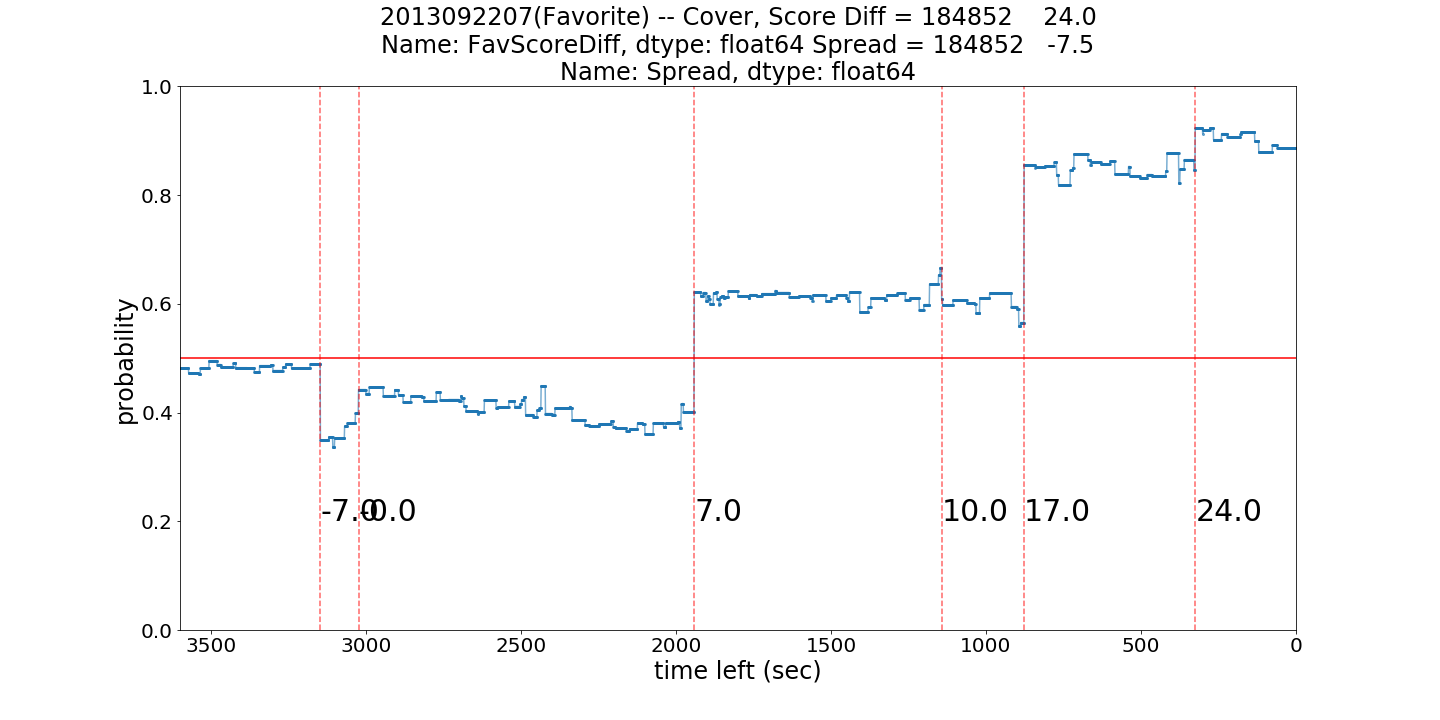 2013092207(Favorite) -- Cover, Score Diff = 184852    24.0
Name: FavScoreDiff, dtype: float64 Spread = 184852   -7.5
Name: Spread, dtype: float64
probability
1.0
0.8
0.6
0.4
0.2
0.0
-7.0 -0.0 7.0 10.0 17.0 24.0
3500 3000 2500 2000 1500 1000 500 0
time left (sec)